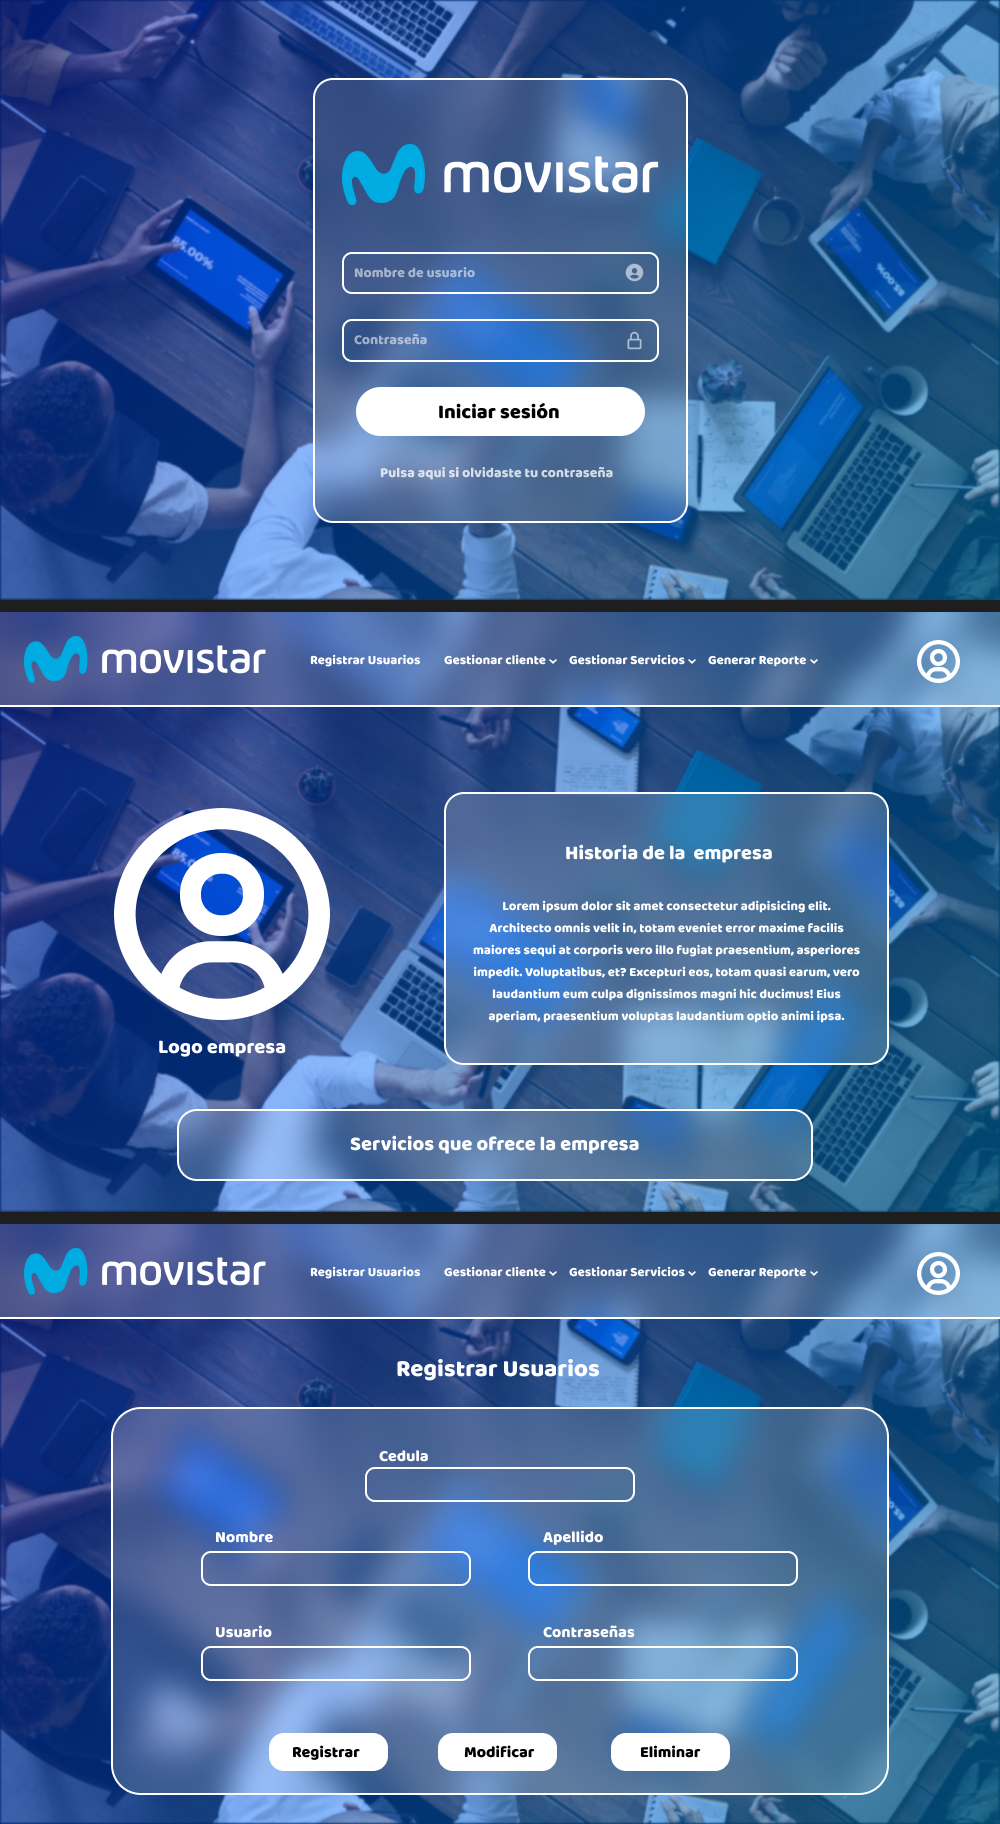 movistar
85.00%
85.00%
Nombre de usuario
Contraseña
Iniciar sesión
Pulsa aqui si olvidaste tu contraseña
movistar
Registrar Usuarios
Gestionar cliente
Gestionar Servicios
Generar Reporte
Historia de la empresa
Lorem ipsum dolor sit amet consectetur adipisicing elit.
Architecto omnis velit in, totam eveniet error maxime facilis
maiores sequi at corporis vero illo fugiat praesentium, asperiores
impedit. Voluptatibus, et? Excepturi eos, totam quasi earum, vero
laudantium eum culpa dignissimos magni hic ducimus! Eius
aperiam, praesentium voluptas laudantium optio animi ipsa.
Logo empresa
Servicios que ofrece la empresa
movistar
Registrar Usuarios
Gestionar cliente
Gestionar Servicios
Generar Reporte
Registrar Usuarios
Cedula
Nombre
Apellido
Usuario
Contraseñas
Registrar
Modificar
Eliminar